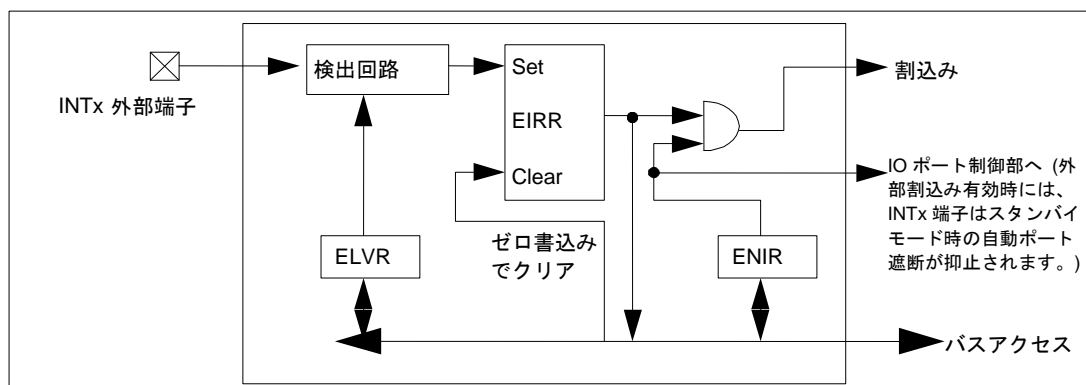 検出回路
INTx 外部端子
Set
EIRR
Clear
割込み
IO ポート制御部へ (外
部割込み有効時には、
INTx 端子はスタンバイ
モード時の自動ポート
遮断が抑止されます。)
ELVR
ゼロ書込み
でクリア
ENIR
バスアクセス